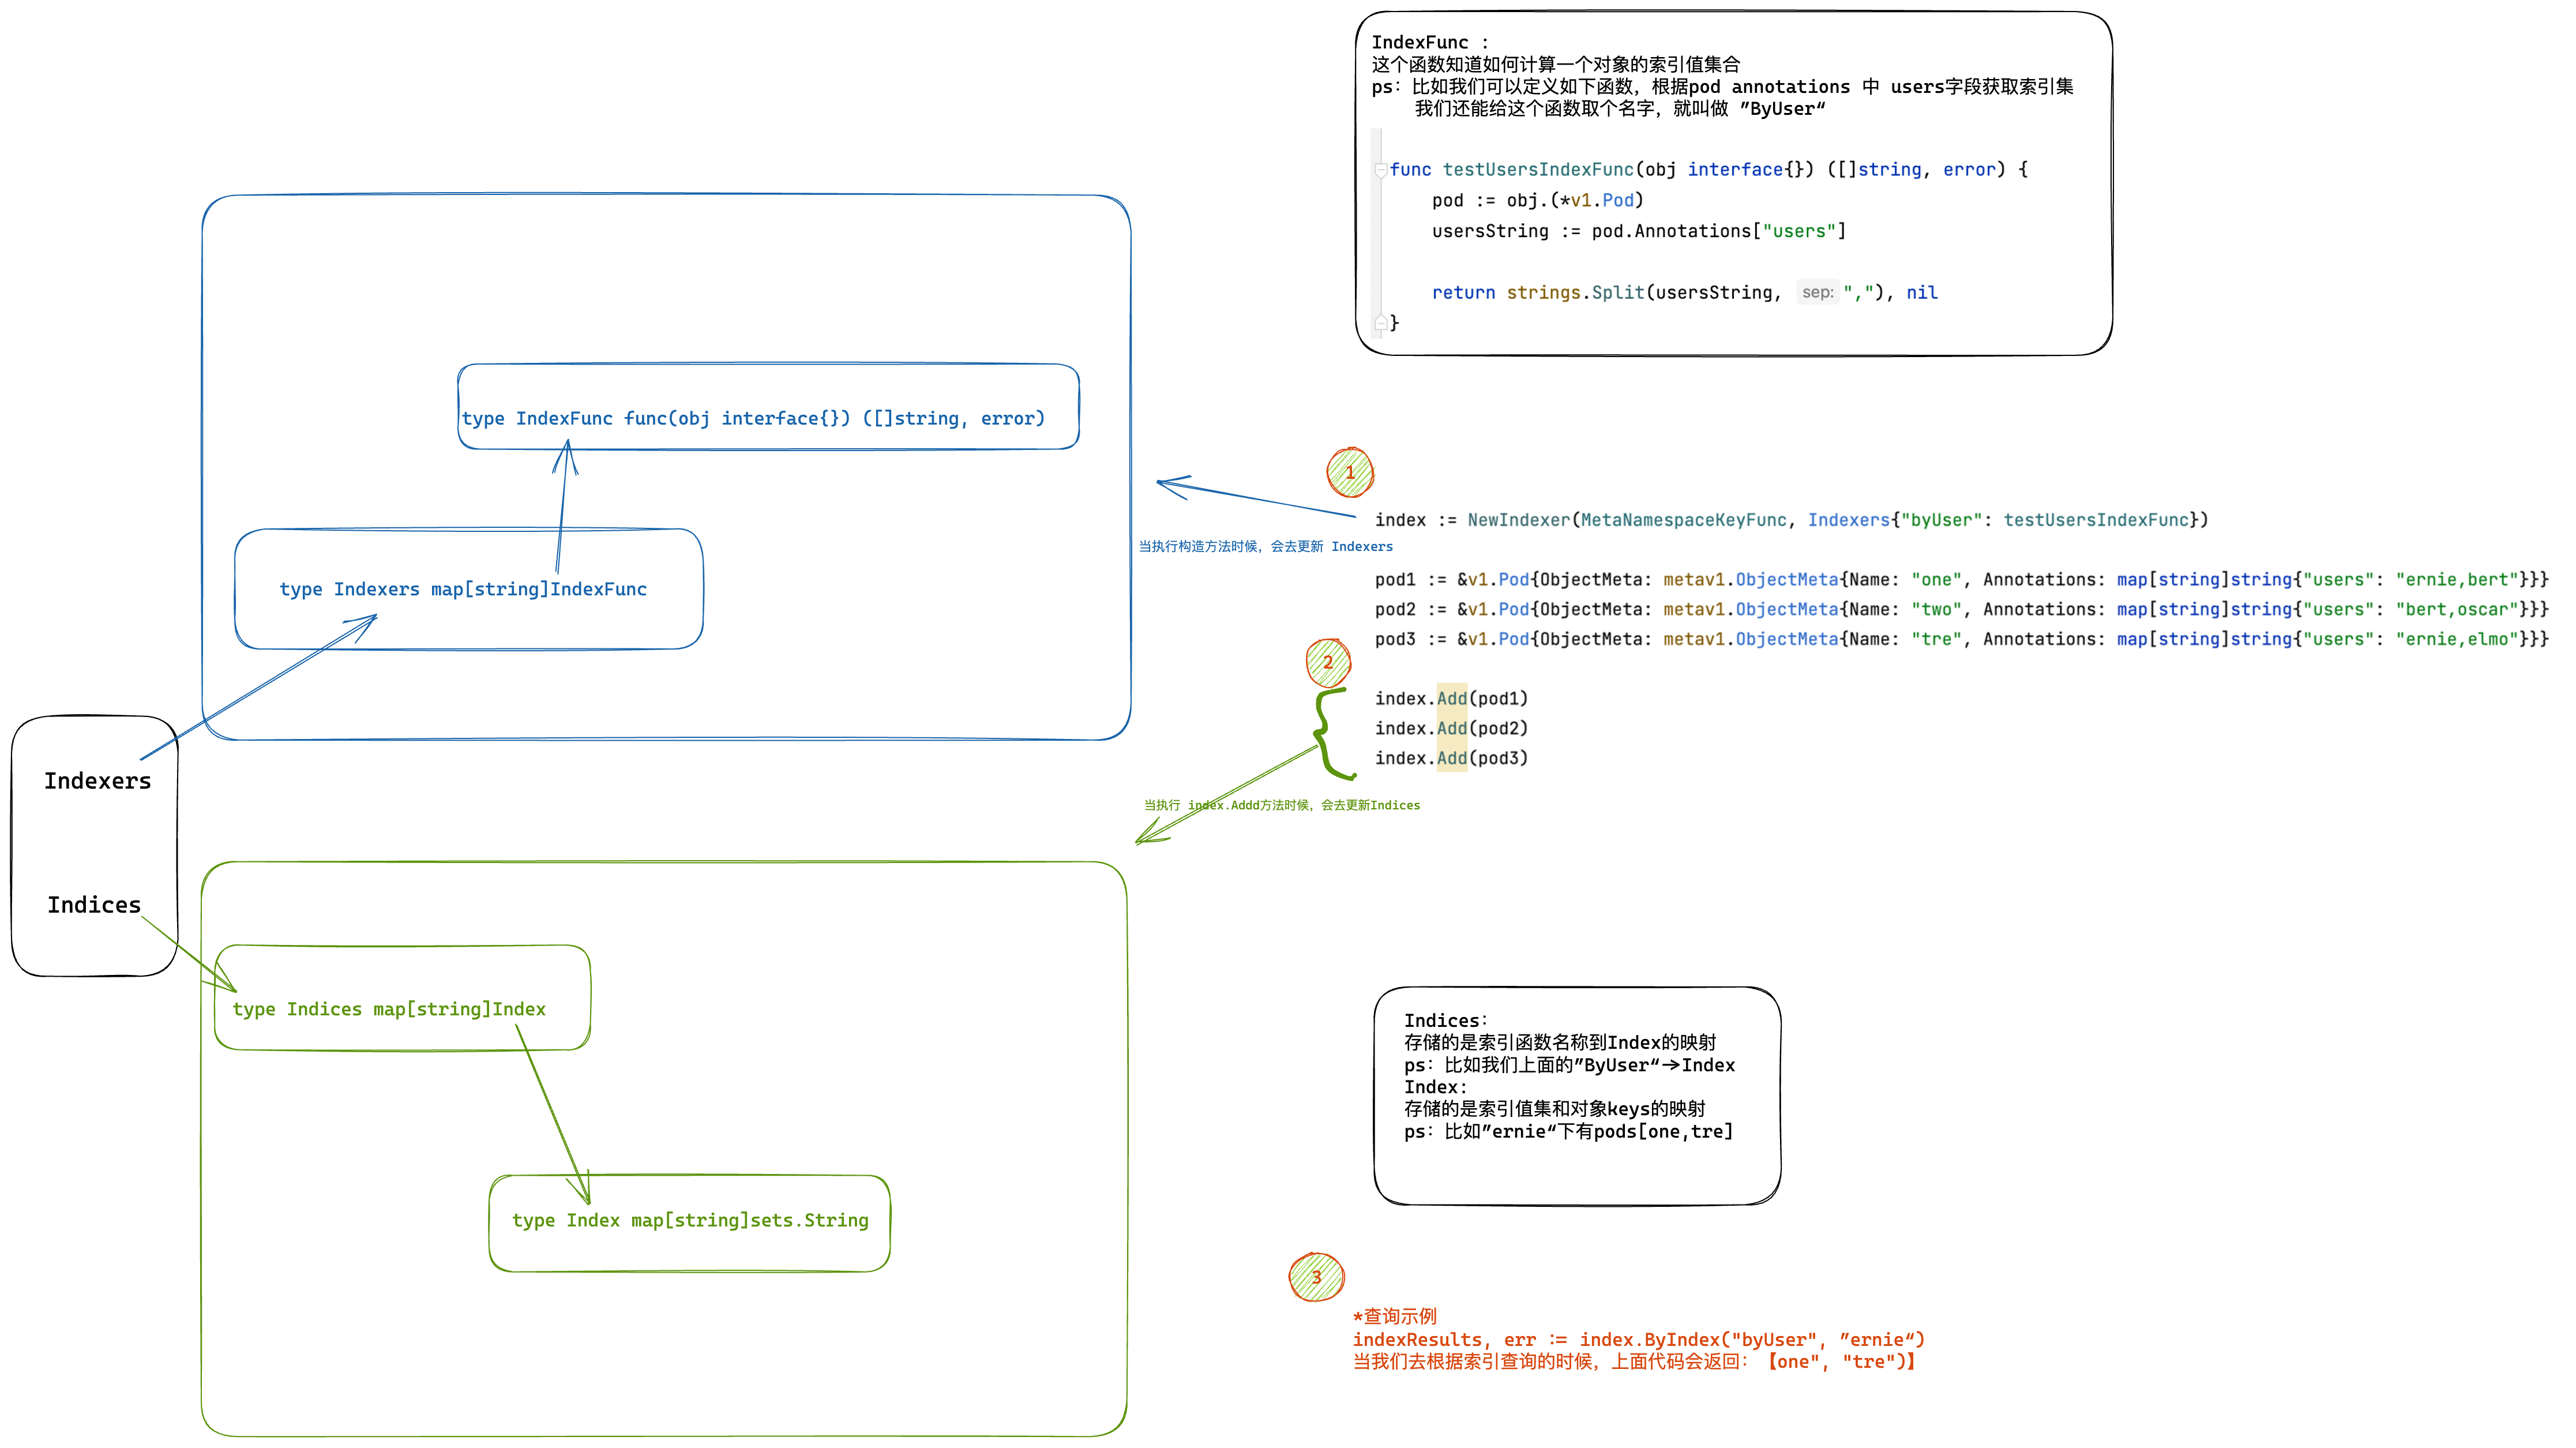 IndexFunc :
这个函数知道如何计算一个对象的索引值集合
ps: 比如我们可以定义如下函数，根据pod annotations 中 users字段获取索引集
我们还能给这个函数取个名字，就叫做 ”ByUser“
func testUsersIndexFunc(obj interface{}) ([]string, error) {
pod := obj.(*v1.Pod)
usersString := pod.Annotations["users"]
return strings.Split(usersString, sep: ","), nil
}
type IndexFunc func(obj interface{}) ([]string, error)
type Indexers map[string]IndexFunc
1
index := NewIndexer(MetaNamespaceKeyFunc, Indexers{"byUser": testUsersIndexFunc})
当执行构造方法时候，会去更新 Indexers
pod1 := &v1.Pod{ObjectMeta: metav1.ObjectMeta{Name: "one", Annotations: map[string]string{"users": "ernie,bert"}}}
pod2 := &v1.Pod{ObjectMeta: metav1.ObjectMeta{Name: "two", Annotations: map[string]string{"users": "bert,oscar"}}}
pod3 := &v1.Pod{ObjectMeta: metav1.ObjectMeta{Name: "tre", Annotations: map[string]string{"users": "ernie,elmo"}}}
2
index.Add(pod1)
index.Add(pod2)
index.Add(pod3)
当执行 index.Addd方法时候，会去更新Indices
Indexers
Indices
type Indices map[string]Index
type Index map[string]sets.String
Indices:
存储的是索引函数名称到Index的映射
ps: 比如我们上面的”ByUser“->Index
Index:
存储的是索引值集和对象keys的映射
ps: 比如”ernie“下有pods[one,tre]
3
*查询示例
indexResults, err := index.ByIndex("byUser", ”ernie“)
当我们去根据索引查询的时候，上面代码会返回：【one", "tre")】